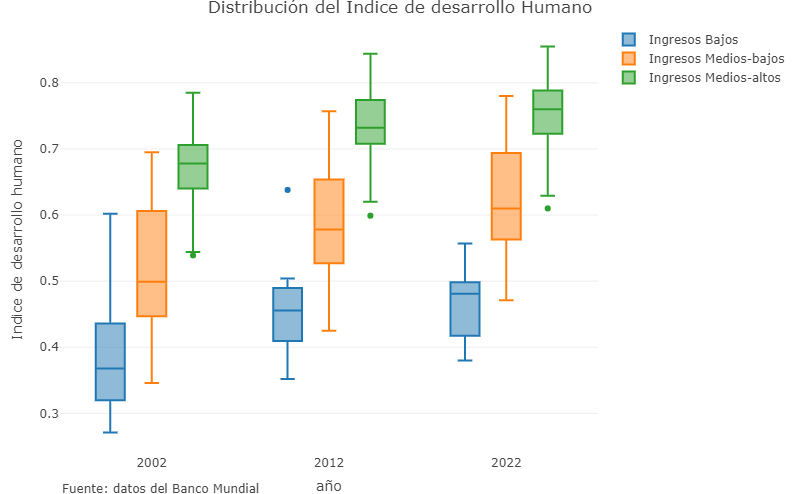 Distribución del Indice de desarrollo Humano
Ingresos Bajos
Ingresos Medios-bajos
Ingresos Medios-altos
Indice de desarrollo humano
0.8
0.7
0.6
0.5
0.4
0.3
2002
2012
2022
año
Fuente: datos del Banco Mundial